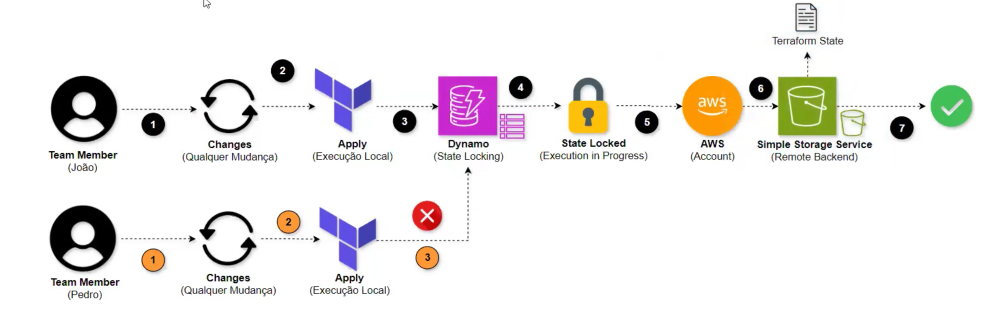 Terraform State
2
4
6
aws
1
3
5
7
Team Member
(João)
Changes
(Qualquer Mudança)
Apply
(Execução Local)
Dynamo
(State Locking)
State Locked
(Execution in Progress)
AWS
(Account)
Simple Storage Service
(Remote Backend)
1
2
3
Team Member
(Pedro)
Changes
(Qualquer Mudança)
Apply
(Execução Local)